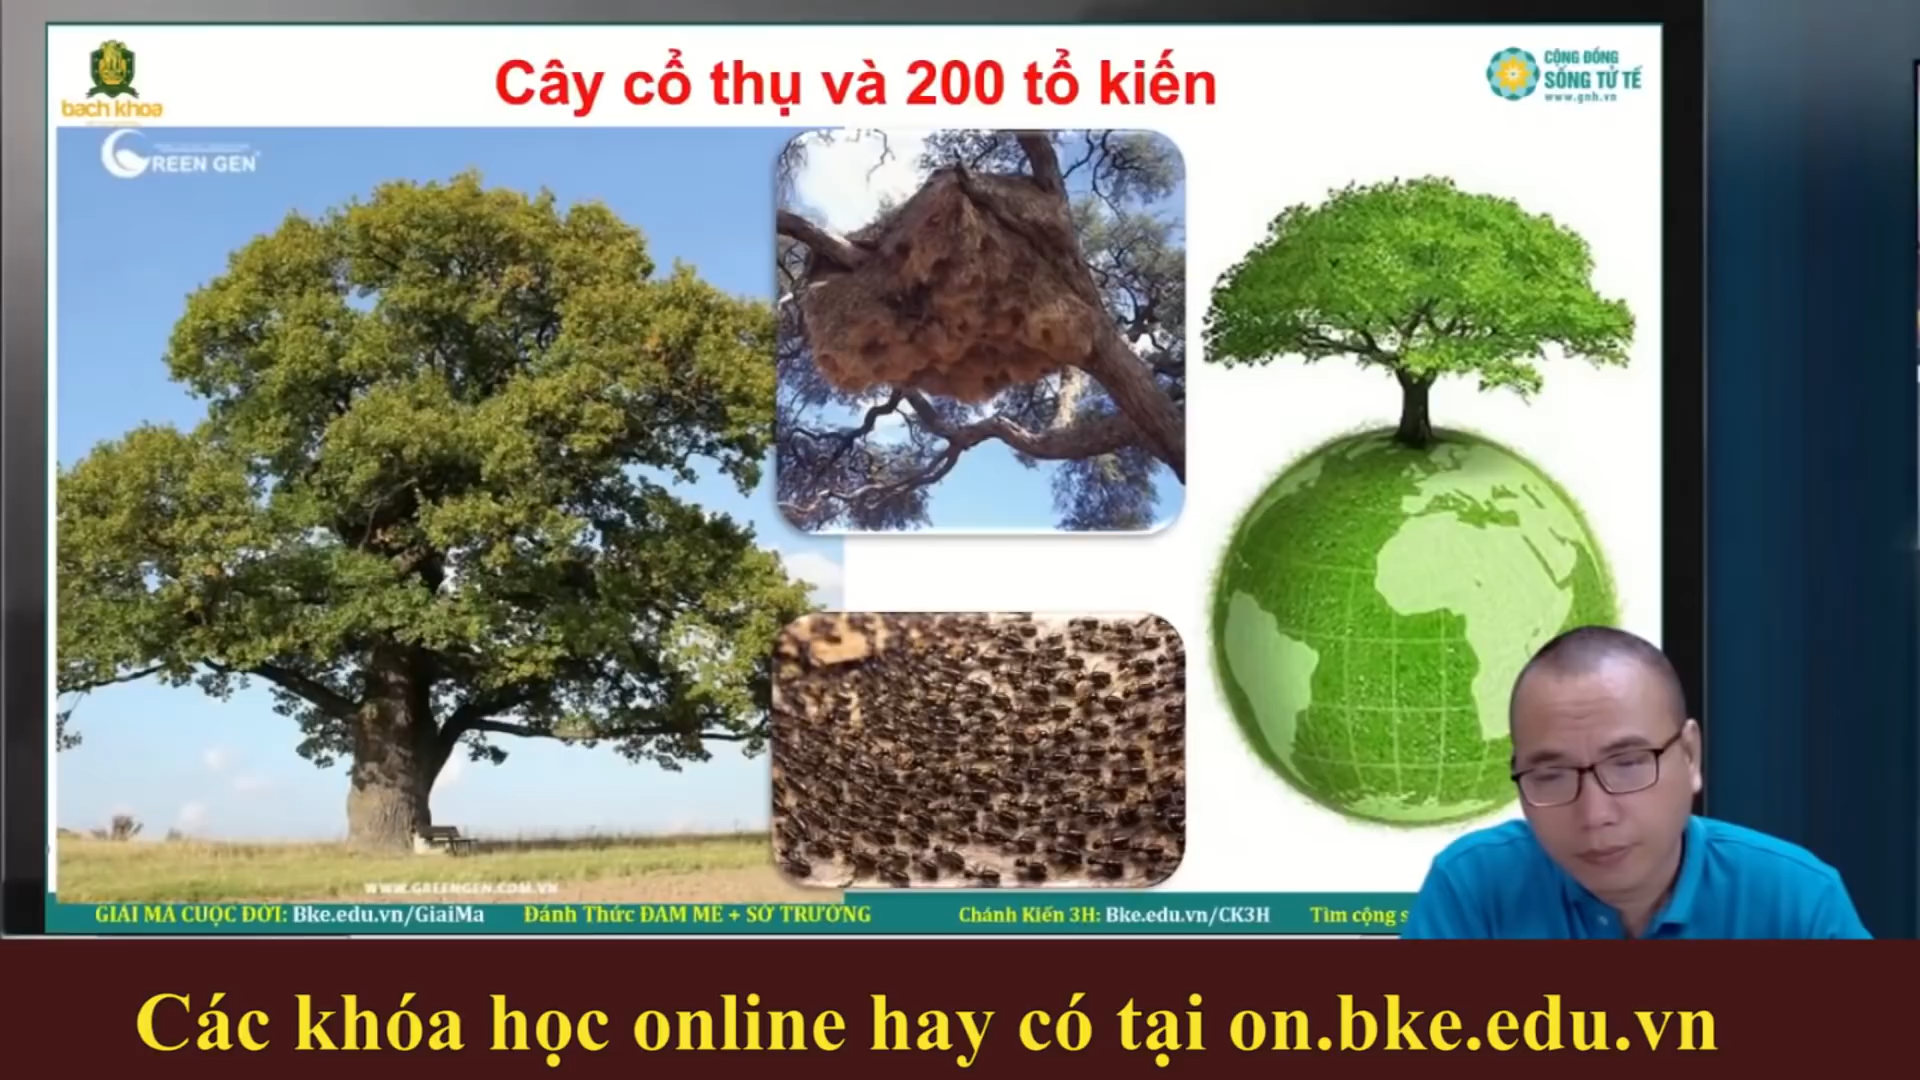 Cây cổ thụ và 200 tổ kiến
bach khoa
CỘNG ĐỒNG
SỐNG TỬ TẾ
www.gnh.vn
GREEN GEN
WWW.GREENGEN.COM.VN
GIẢI MÃ CUỘC ĐỜI: Bke.edu.vn/GiaiMa Đánh Thức ĐAM MÊ + SỞ TRƯỜNG Chánh Kiến 3H: Bke.edu.vn/CK3H Tìm cộng
Các khóa học online hay có tại on.bke.edu.vn